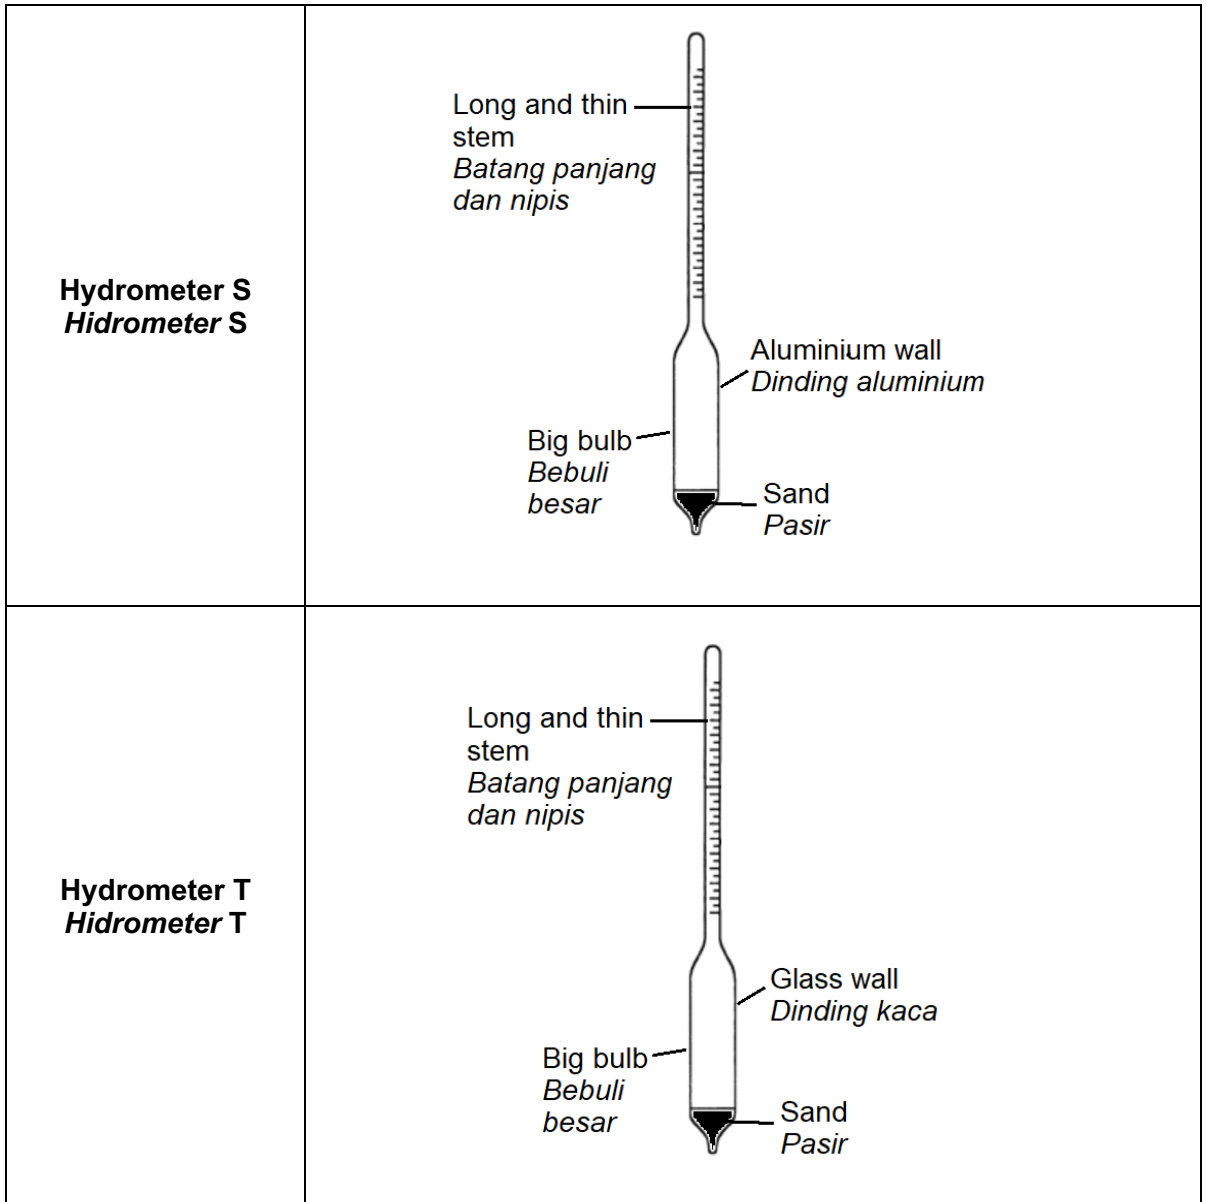 Hydrometer S
Hidrometer S
Long and thin
stem
Batang panjang
dan nipis
Aluminium wall
Dinding aluminium
Big bulb
Bebuli
besar
Sand
Pasir
Hydrometer T
Hidrometer T
Long and thin
stem
Batang panjang
dan nipis
Glass wall
Dinding kaca
Big bulb
Bebuli
besar
Sand
Pasir